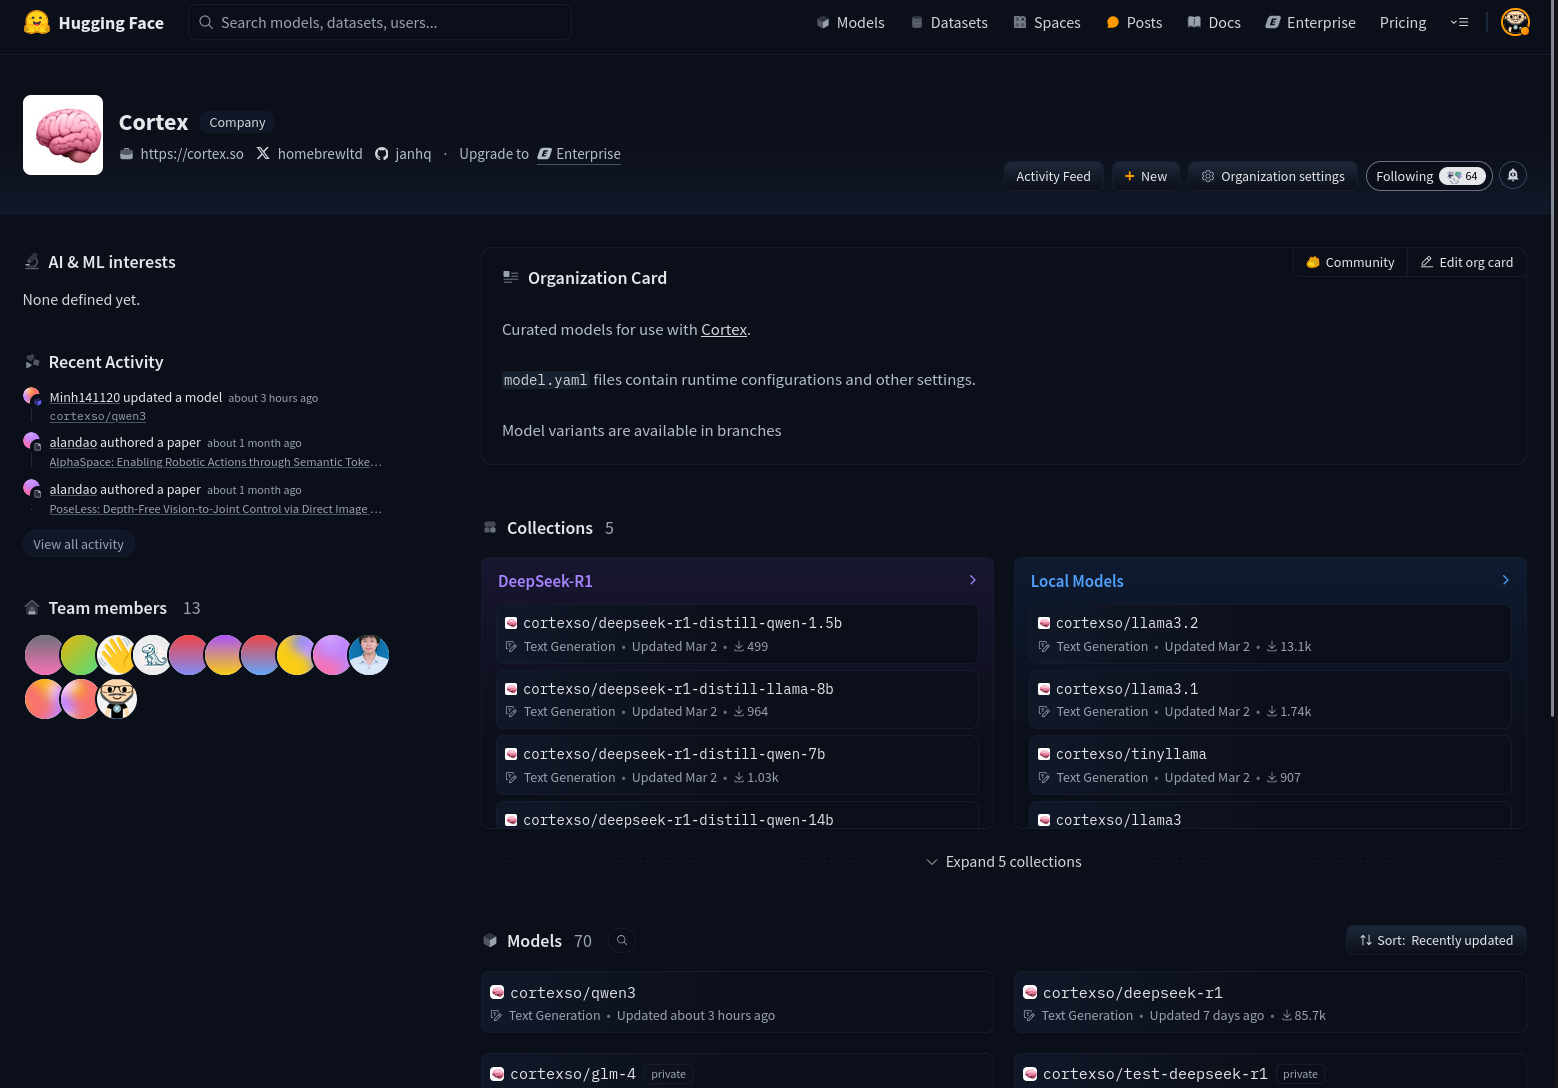 Hugging Face
Search models, datasets, users...
Models
Datasets
Spaces
Posts
Docs
Enterprise
Pricing
Cortex
Company
https://cortex.so
homebrewltd
janhq
·
Upgrade to Enterprise
Activity Feed
+ New
Organization settings
Following 64
AI & ML interests
None defined yet.
Recent Activity
Minh141120 updated a model about 3 hours ago
cortexso/qwen3
alandao authored a paper about 1 month ago
AlphaSpace: Enabling Robotic Actions through Semantic Toke...
alandao authored a paper about 1 month ago
PoseLess: Depth-Free Vision-to-Joint Control via Direct Image ...
View all activity
Team members 13
Organization Card
Community
Edit org card
Curated models for use with Cortex.
model.yaml files contain runtime configurations and other settings.
Model variants are available in branches
Collections 5
DeepSeek-R1
cortexso/deepseek-r1-distill-qwen-1.5b
Text Generation • Updated Mar 2 • 499
cortexso/deepseek-r1-distill-llama-8b
Text Generation • Updated Mar 2 • 964
cortexso/deepseek-r1-distill-qwen-7b
Text Generation • Updated Mar 2 • 1.03k
cortexso/deepseek-r1-distill-qwen-14b
Local Models
cortexso/llama3.2
Text Generation • Updated Mar 2 • 13.1k
cortexso/llama3.1
Text Generation • Updated Mar 2 • 1.74k
cortexso/tinyllama
Text Generation • Updated Mar 2 • 907
cortexso/llama3
Expand 5 collections
Models 70
Sort: Recently updated
cortexso/qwen3
Text Generation • Updated about 3 hours ago
cortexso/deepseek-r1
Text Generation • Updated 7 days ago • 85.7k
cortexso/glm-4 private
cortexso/test-deepseek-r1 private